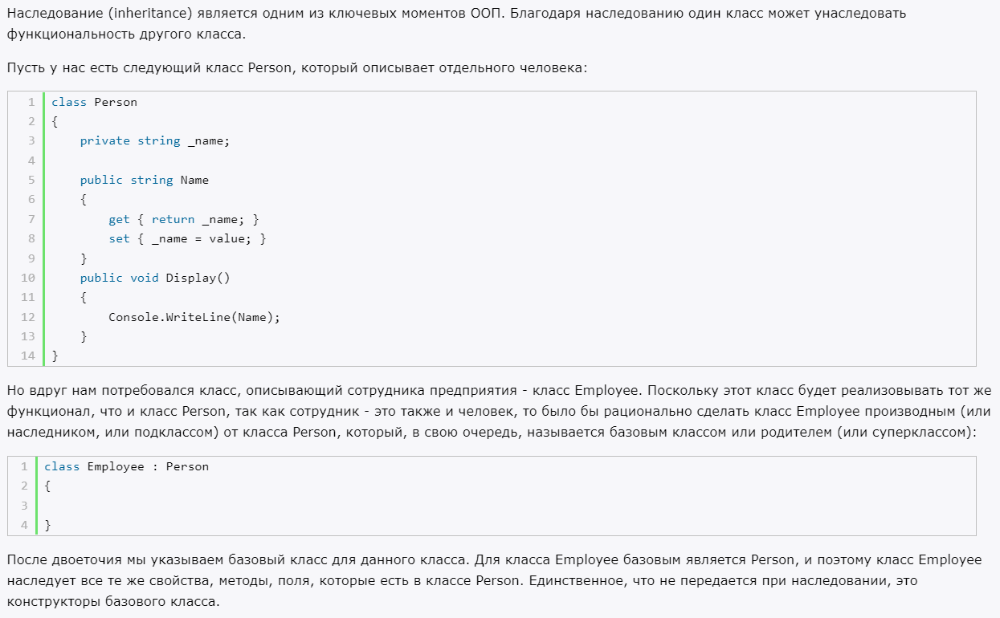 Наследование (inheritance) является одним из ключевых моментов ООП. Благодаря наследованию один класс может унаследовать
функциональность другого класса.
Пусть у нас есть следующий класс Person, который описывает отдельного человека:
1 class Person
2 {
3     private string _name;
4
5     public string Name
6     {
7         get { return _name; }
8         set { _name = value; }
9     }
10     public void Display()
11     {
12         Console.WriteLine(Name);
13     }
14 }
Но вдруг нам потребовался класс, описывающий сотрудника предприятия - класс Employee. Поскольку этот класс будет реализовывать тот же
функционал, что и класс Person, так как сотрудник - это также и человек, то было бы рационально сделать класс Employee производным (или
наследником, или подклассом) от класса Person, который, в свою очередь, называется базовым классом или родителем (или суперклассом):
1 class Employee : Person
2 {
3
4 }
После двоеточия мы указываем базовый класс для данного класса. Для класса Employee базовым является Person, и поэтому класс Employee
наследует все те же свойства, методы, поля, которые есть в классе Person. Единственное, что не передается при наследовании, это
конструкторы базового класса.